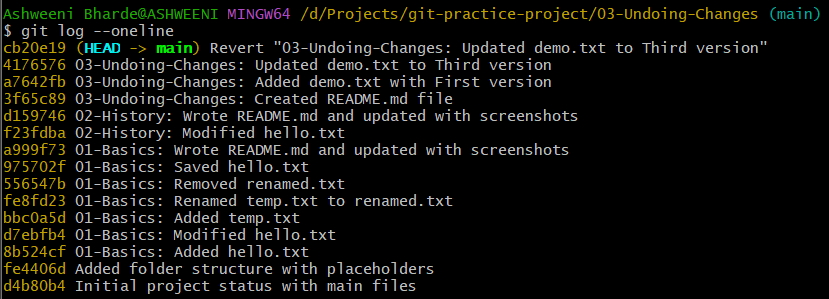 Ashweeni Bharde@ASHWEENI MINGW64 /d/Projects/git-practice-project/03-Undoing-Changes (main)
$ git log --oneline
cb20e19 (HEAD -> main) Revert "03-Undoing-Changes: Updated demo.txt to Third version"
4176576 03-Undoing-Changes: Updated demo.txt to Third version
a7642fb 03-Undoing-Changes: Added demo.txt with First version
3f65c89 03-Undoing-Changes: Created README.md file
d159746 02-History: Wrote README.md and updated with screenshots
f23fdba 02-History: Modified hello.txt
a999f73 01-Basics: Wrote README.md and updated with screenshots
975702f 01-Basics: Saved hello.txt
556547b 01-Basics: Removed renamed.txt
fe8fd23 01-Basics: Renamed temp.txt to renamed.txt
bbc0a5d 01-Basics: Added temp.txt
d7ebfb4 01-Basics: Modified hello.txt
8b524cf 01-Basics: Added hello.txt
fe4406d Added folder structure with placeholders
d4b80b4 Initial project status with main files